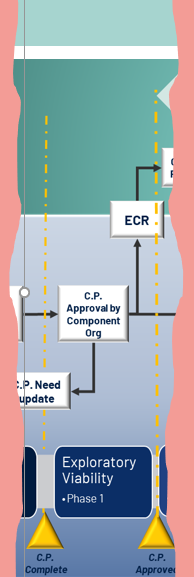 ECR
C.P.
Approval by
Component
Org
C.P. Need
update
Exploratory
Viability
•Phase 1
C.P.
Complete
C.P.
Approved